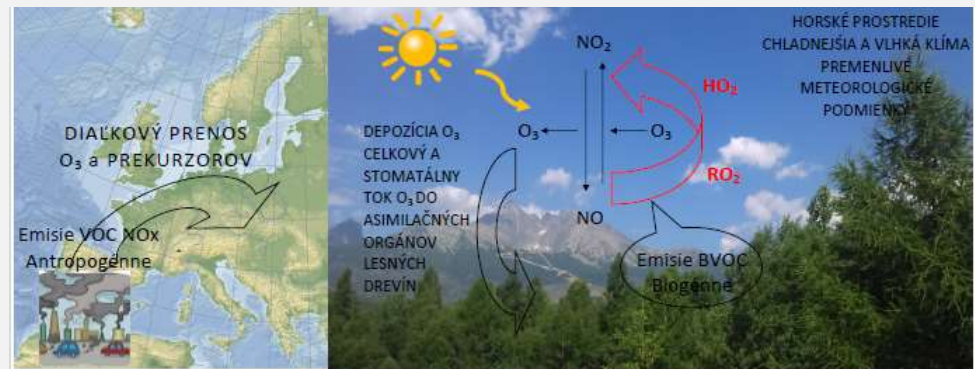 DIAĽKOVÝ PRENOS
O₃ a PREKURZOROV
Emisie VOC NOx
Antropogénne
NO₂
HO₂
O₃
O₃
RO₂
NO
DEPOZÍCIA O₃
CELKOVÝ A
STOMATÁLNY
TOK O₃ DO
ASIMILAČNÝCH
ORGÁNOV
LESNÝCH
DREVÍN
Emisie BVOC
Biogénne
HORSKÉ PROSTREDIE
CHLADNEJŠIA A VLHKÁ KLÍMA
PREMENLIVÉ
METEOROLOGICKÉ
PODMIENKY